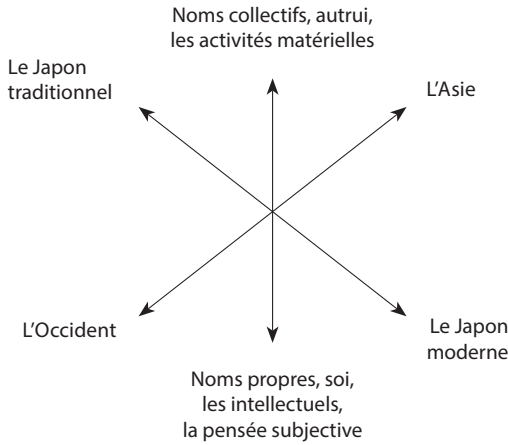 Noms collectifs, autrui,
les activités matérielles
Le Japon
traditionnel
L'Asie
L'Occident
Le Japon
moderne
Noms propres, soi,
les intellectuels,
la pensée subjective